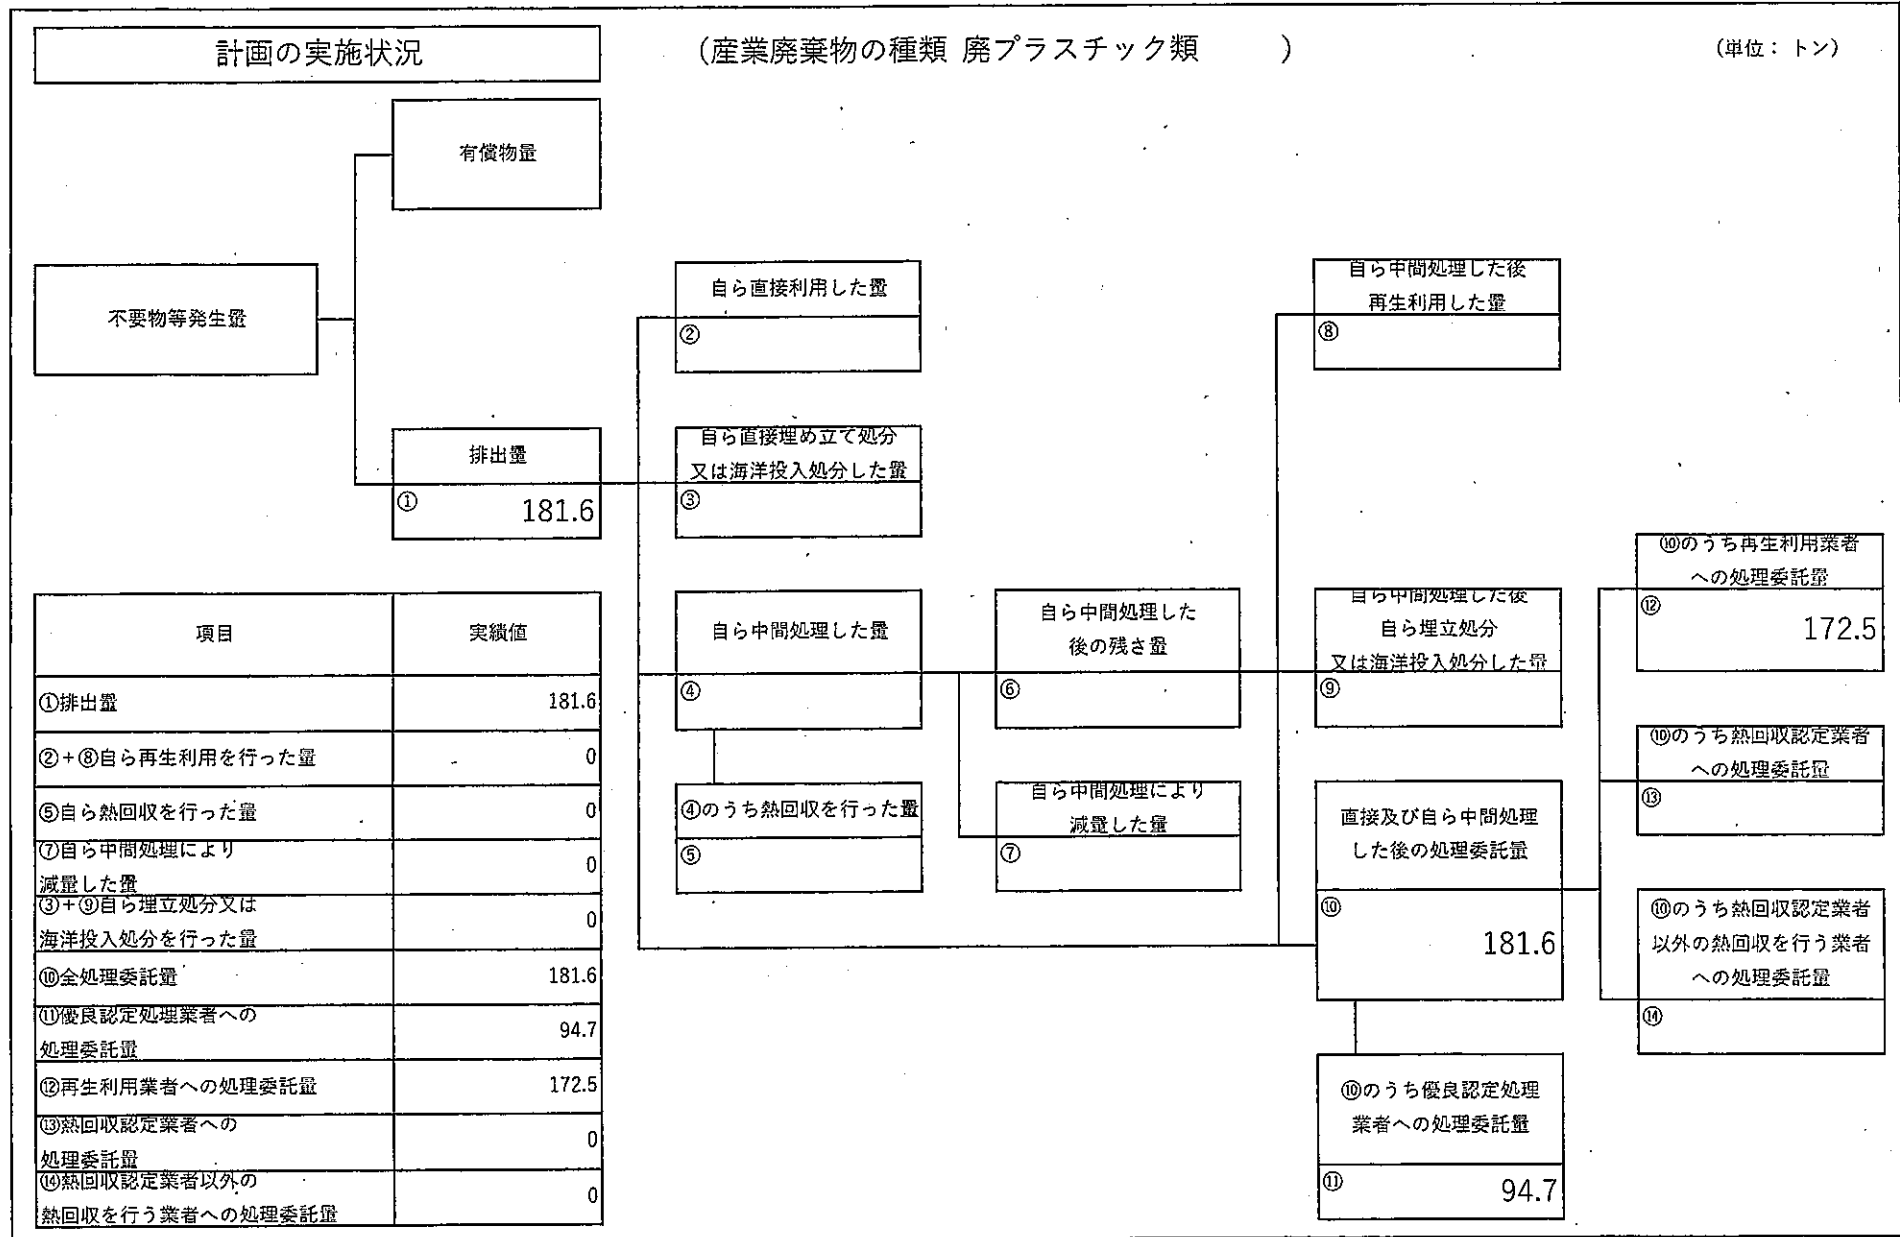 計画の実施状況
（産業廃棄物の種類 廃プラスチック類　　　）
（単位：トン）
有償物量
不要物等発生量
排出量
① 181.6
自ら直接利用した量
②
自ら直接埋め立て処分
又は海洋投入処分した量
③
自ら中間処理した量
④
④のうち熱回収を行った量
⑤
自ら中間処理した
後の残さ量
⑥
自ら中間処理により
減量した量
⑦
自ら中間処理した後
再生利用した量
⑧
自ら中間処理した後
自ら埋立処分
又は海洋投入処分した量
⑨
直接及び自ら中間処理
した後の処理委託量
⑩ 181.6
⑩のうち優良認定処理
業者への処理委託量
⑪ 94.7
⑩のうち再生利用業者
への処理委託量
⑫ 172.5
⑩のうち熱回収認定業者
への処理委託量
⑬
⑩のうち熱回収認定業者
以外の熱回収を行う業者
への処理委託量
⑭
項目 実績値
①排出量 181.6
②+⑧自ら再生利用を行った量 0
⑤自ら熱回収を行った量 0
⑦自ら中間処理により
減量した量 0
③+⑨自ら埋立処分又は
海洋投入処分を行った量 0
⑩全処理委託量 181.6
⑪優良認定処理業者への
処理委託量 94.7
⑫再生利用業者への処理委託量 172.5
⑬熱回収認定業者への
処理委託量 0
⑭熱回収認定業者以外の
熱回収を行う業者への処理委託量 0